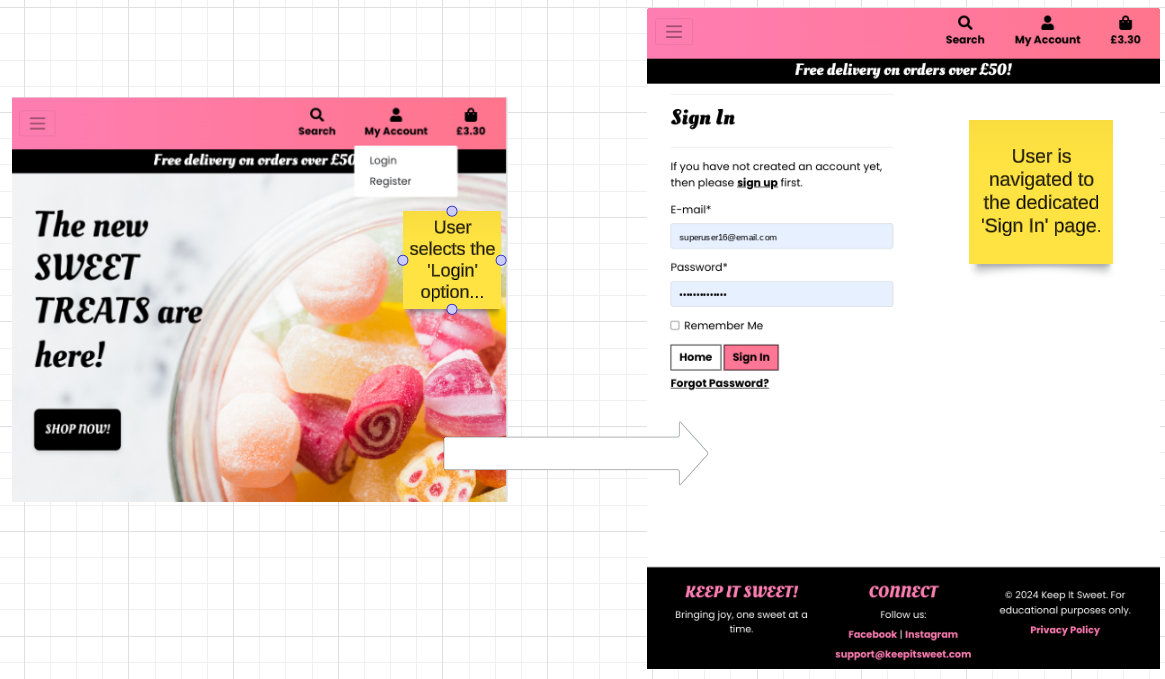 Search
My Account
£3.30
Free delivery on orders over £50
Login
Register
The new
SWEET
TREATS are
here!
SHOP NOW!
User
selects the
'Login'
option...
Search
My Account
£3.30
Free delivery on orders over £50!
Sign In
If you have not created an account yet,
then please sign up first.
E-mail*
superuser16@email.com
Password*
••••••••••••••
Remember Me
Home
Sign In
Forgot Password?
User is
navigated to
the dedicated
'Sign In' page.
KEEP IT SWEET!
Bringing joy, one sweet at a
time.
CONNECT
Follow us:
Facebook | Instagram
support@keepitsweet.com
© 2024 Keep It Sweet. For
educational purposes only.
Privacy Policy